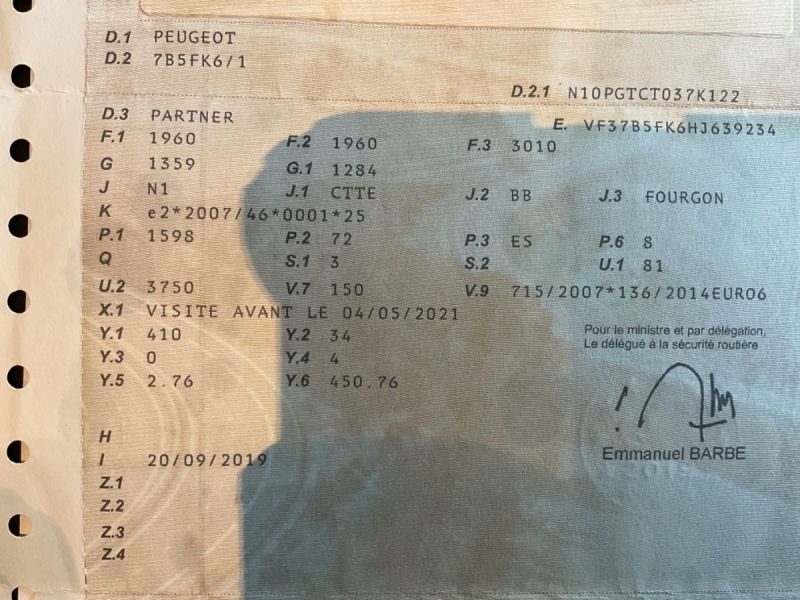 D.1 PEUGEOT
D.2 7B5FK6/1
D.2.1 N10PGTCT037K122
D.3 PARTNER
E. VF37B5FK6HJ639234
F.1 1960 F.2 1960 F.3 3010
G 1359 G.1 1284
J N1 J.1 CTTE J.2 BB J.3 FOURGON
K e2*2007/46*0001*25
P.1 1598 P.2 72 P.3 ES P.6 8
Q S.1 3 S.2 U.1 81
U.2 3750 V.7 150 V.9 715/2007*136/2014EURO6
X.1 VISITE AVANT LE 04/05/2021
Y.1 410 Y.2 34
Pour le ministre et par délégation,
Le délégué à la sécurité routière
Y.3 0 Y.4 4
Y.5 2.76 Y.6 450.76
H
Emmanuel BARBE
I 20/09/2019
Z.1
Z.2
Z.3
Z.4